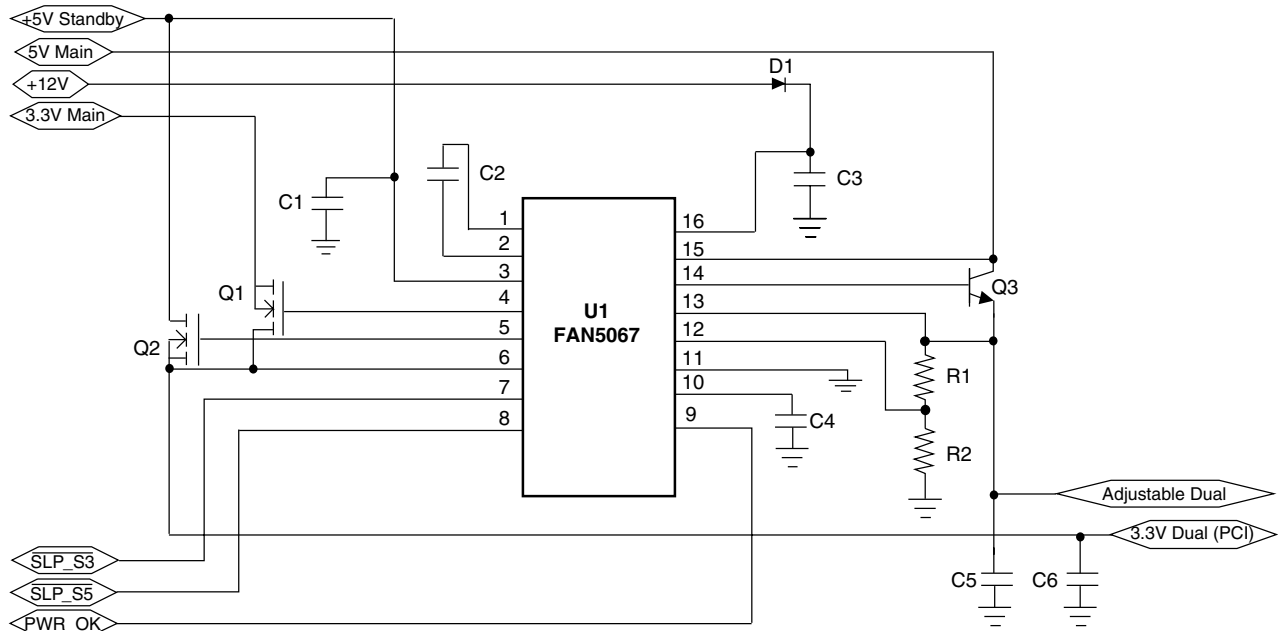 +5V Standby
5V Main
+12V
3.3V Main
D1
C1
C2
C3
1
2
3
4
5
6
7
8
16
15
14
13
12
11
10
9
U1
FAN5067
Q1
Q2
Q3
R1
R2
C4
Adjustable Dual
3.3V Dual (PCI)
C5
C6
SLP_S3
SLP_S5
PWR_OK